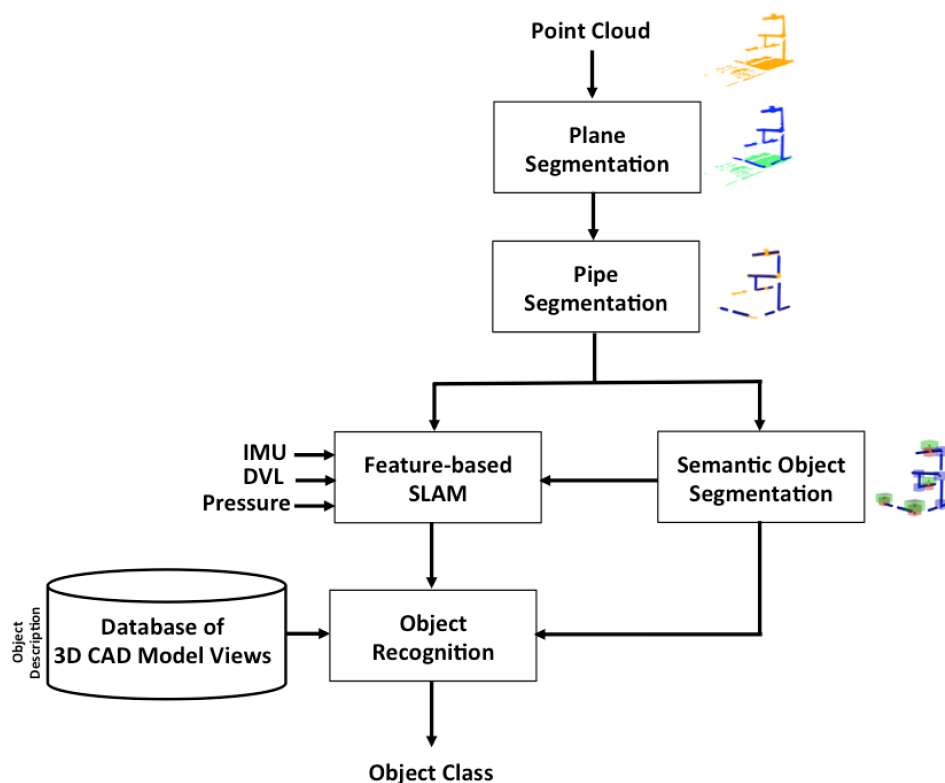 Point Cloud
Plane
Segmentation
Pipe
Segmentation
IMU
DVL
Pressure
Feature-based
SLAM
Semantic Object
Segmentation
Object
Description
Database of
3D CAD Model Views
Object
Recognition
Object Class